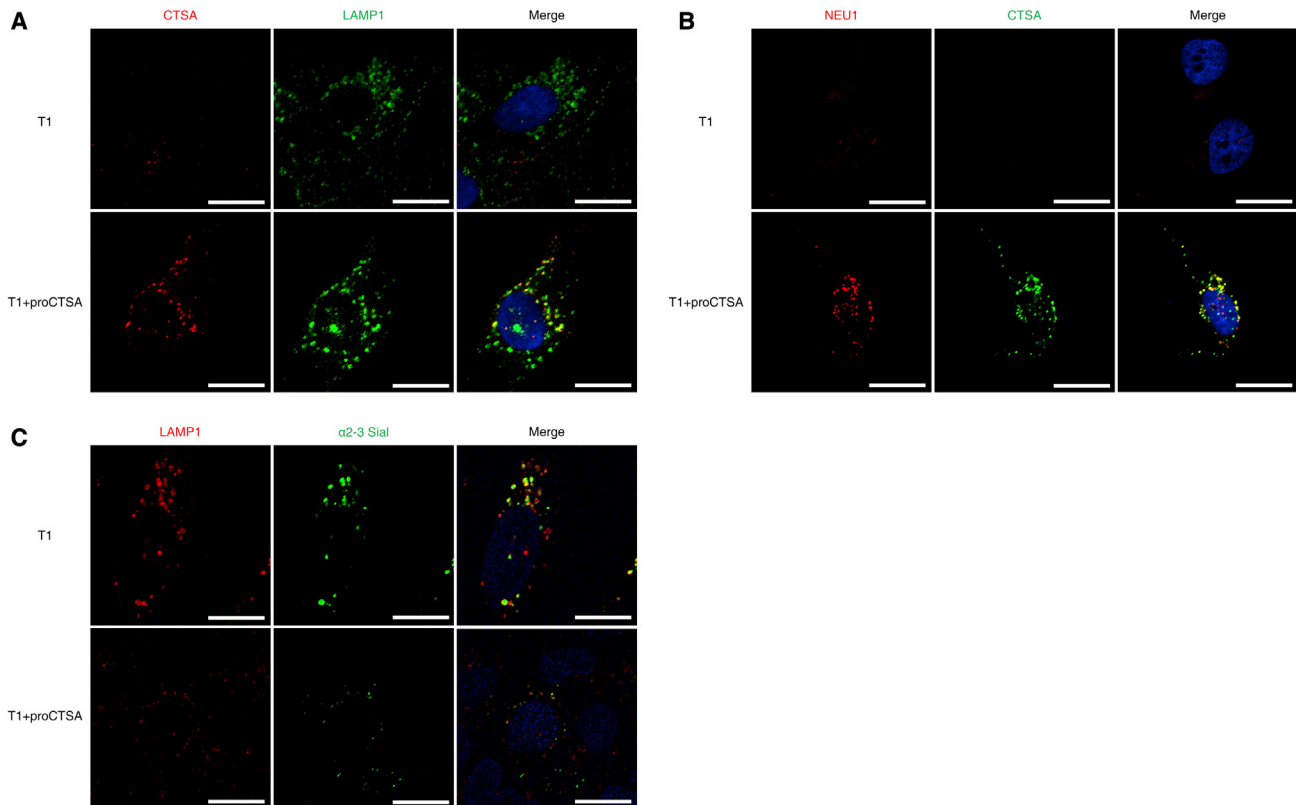 A
CTSA LAMP1 Merge
T1
T1+proCTSA
B
NEU1 CTSA Merge
T1
T1+proCTSA
C
LAMP1 α2-3 Sial Merge
T1
T1+proCTSA